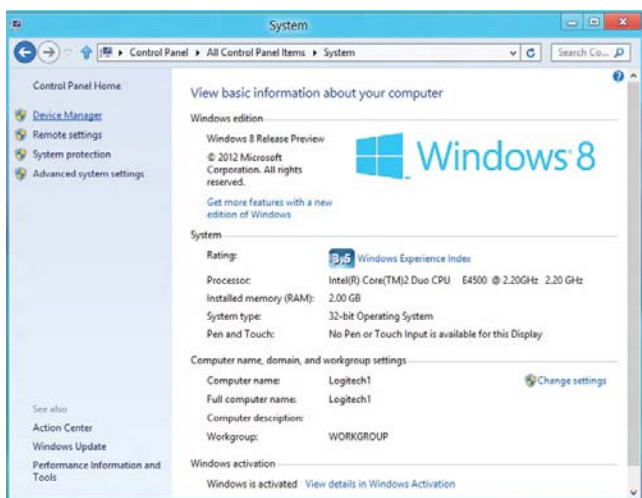 System
Control Panel ▸ All Control Panel Items ▸ System
Search Co...
Control Panel Home
Device Manager
Remote settings
System protection
Advanced system settings
See also
Action Center
Windows Update
Performance Information and
Tools
View basic information about your computer
Windows edition
Windows 8 Release Preview
© 2012 Microsoft
Corporation. All rights
reserved.
Get more features with a new
edition of Windows
Windows 8
System
Rating:
3,5 Windows Experience Index
Processor: Intel(R) Core(TM)2 Duo CPU E4500 @ 2.20GHz 2.20 GHz
Installed memory (RAM): 2.00 GB
System type: 32-bit Operating System
Pen and Touch: No Pen or Touch Input is available for this Display
Computer name, domain, and workgroup settings
Computer name: Logitech1
Change settings
Full computer name: Logitech1
Computer description:
Workgroup: WORKGROUP
Windows activation
Windows is activated View details in Windows Activation